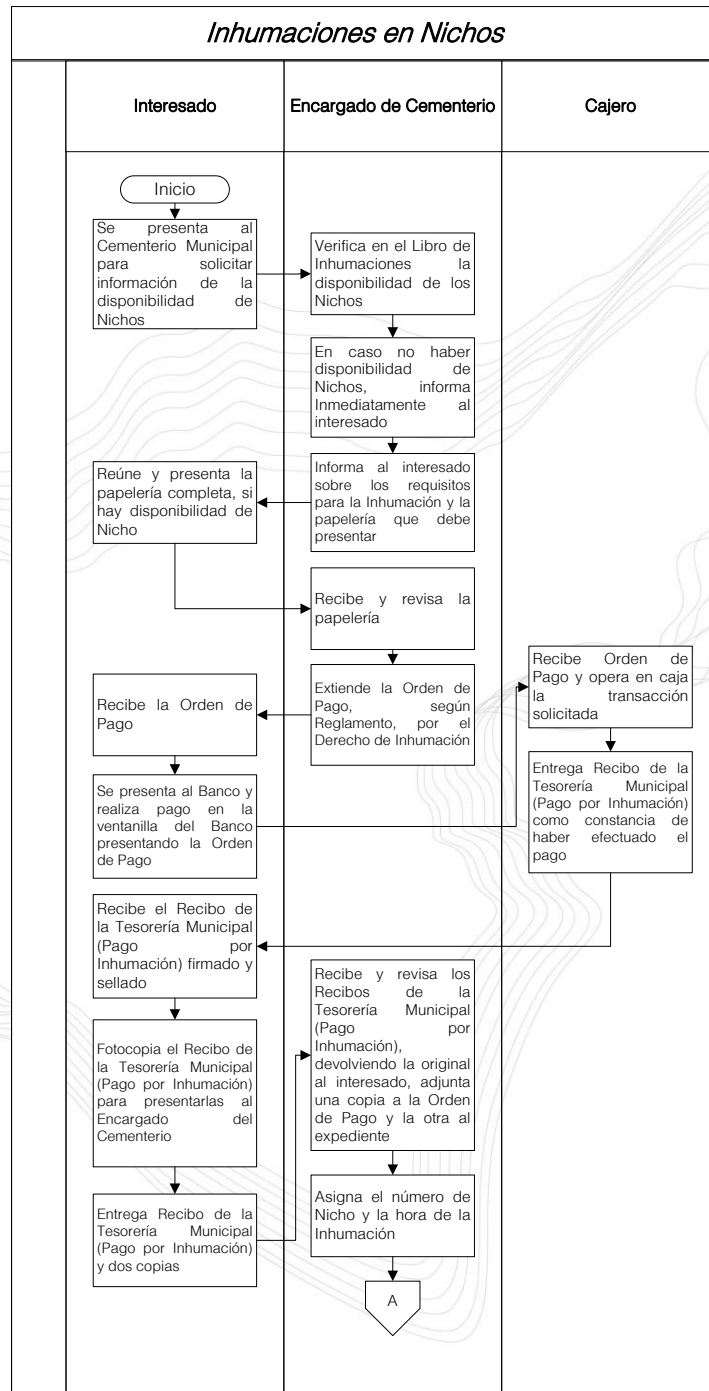 Inhumaciones en Nichos
Interesado
Encargado de Cementerio
Cajero
Inicio
Se presenta al
Cementerio Municipal
para solicitar
información de la
disponibilidad de
Nichos
Verifica en el Libro de
Inhumaciones la
disponibilidad de los
Nichos
En caso no haber
disponibilidad de
Nichos, informa
Inmediatamente al
interesado
Informa al interesado
sobre los requisitos
para la Inhumación y la
papelería que debe
presentar
Reúne y presenta la
papelería completa, si
hay disponibilidad de
Nicho
Recibe y revisa la
papelería
Extiende la Orden de
Pago, según
Reglamento, por el
Derecho de Inhumación
Recibe la Orden de
Pago
Se presenta al Banco y
realiza pago en la
ventanilla del Banco
presentando la Orden
de Pago
Recibe Orden de
Pago y opera en caja
la transacción
solicitada
Entrega Recibo de la
Tesorería Municipal
(Pago por Inhumación)
como constancia de
haber efectuado el
pago
Recibe el Recibo de
la Tesorería Municipal
(Pago por
Inhumación) firmado y
sellado
Fotocopia el Recibo de
la Tesorería Municipal
(Pago por Inhumación)
para presentarlas al
Encargado del
Cementerio
Entrega Recibo de la
Tesorería Municipal
(Pago por Inhumación)
y dos copias
Recibe y revisa los
Recibos de la
Tesorería Municipal
(Pago por
Inhumación),
devolviendo la original
al interesado, adjunta
una copia a la Orden
de Pago y la otra al
expediente
Asigna el número de
Nicho y la hora de la
Inhumación
A